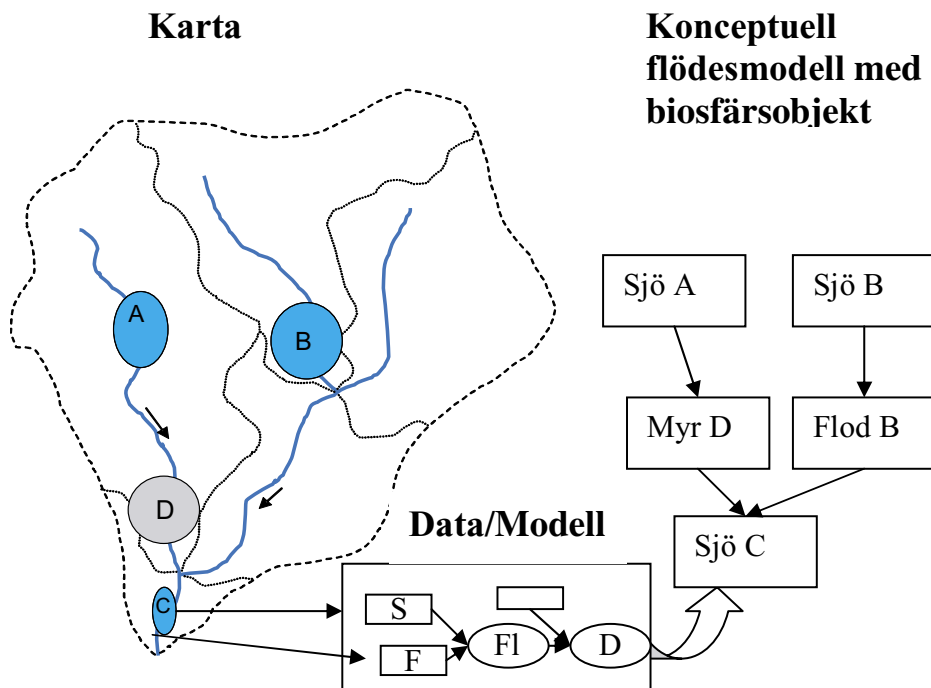 Karta
Konceptuell
flödesmodell med
biosfärsobjekt
A
B
D
C
Sjö A
Sjö B
Myr D
Flod B
Sjö C
Data/Modell
S
F
Fl
D